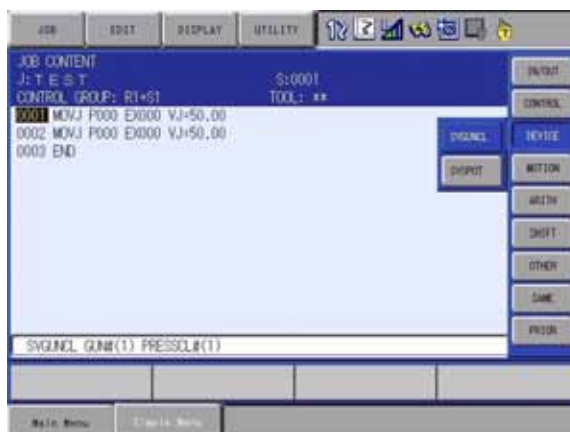 JOB EDIT DISPLAY UTILITY
JOB CONTENT
J:TEST S:0001
CONTROL GROUP: R1+S1 TOOL: **
0001 MOVJ P000 EX000 VJ=50.00
0002 MOVJ P000 EX000 VJ=50.00
0003 END
IN/OUT
CONTROL
SVGUNCL DEVICE
SVSPOT MOTION
ARITH
SHIFT
OTHER
SAME
PRIOR
SVGUNCL GUN#(1) PRESSCL#(1)
Main Menu Simple Menu